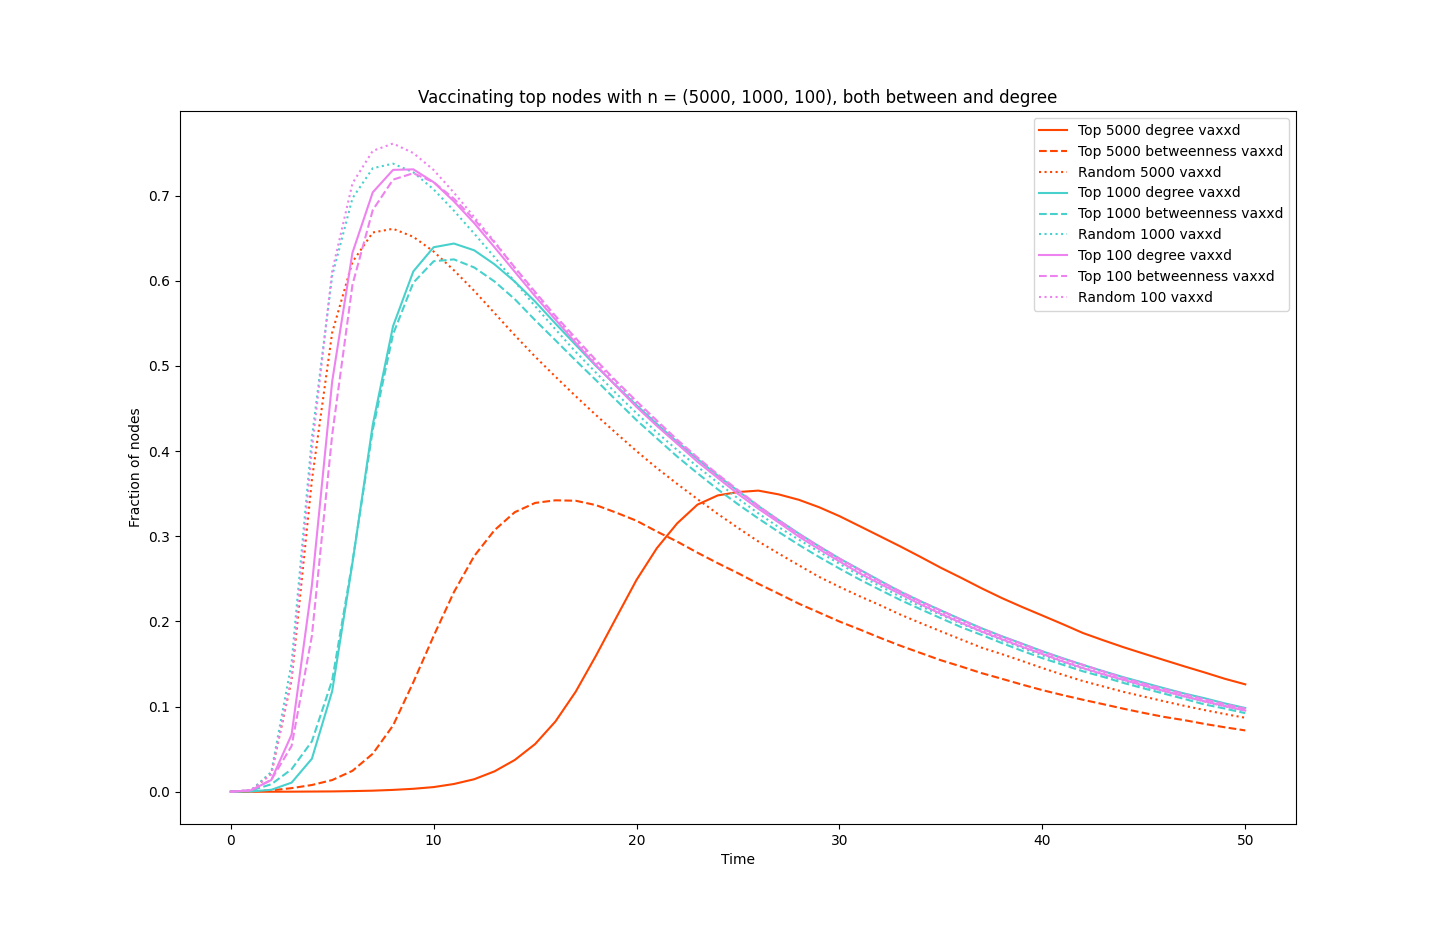 Vaccinating top nodes with n = (5000, 1000, 100), both between and degree
Top 5000 degree vaxxd
Top 5000 betweenness vaxxd
Random 5000 vaxxd
Top 1000 degree vaxxd
Top 1000 betweenness vaxxd
Random 1000 vaxxd
Top 100 degree vaxxd
Top 100 betweenness vaxxd
Random 100 vaxxd
0.7
0.6
0.5
0.4
0.3
0.2
0.1
0.0
Fraction of nodes
0 10 20 30 40 50
Time